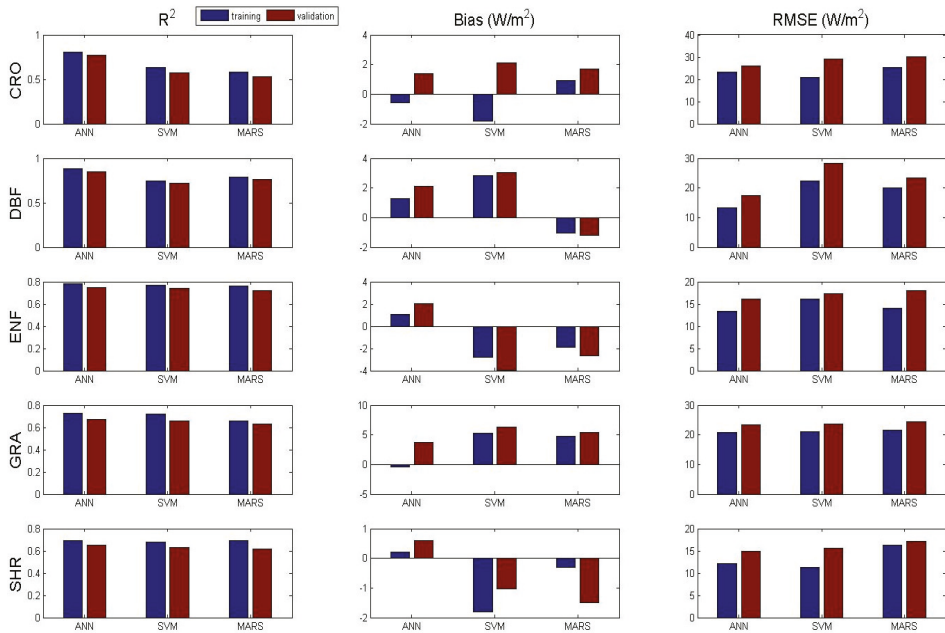 R2 training validation Bias (W/m2) RMSE (W/m2)
CRO
1 0.5 0
ANN SVM MARS
4 2 0 -2
ANN SVM MARS
40 30 20 10 0
ANN SVM MARS
DBF
1 0.5 0
ANN SVM MARS
4 2 0 -2
ANN SVM MARS
30 20 10 0
ANN SVM MARS
ENF
0.8 0.6 0.4 0.2 0
ANN SVM MARS
4 2 0 -2 -4
ANN SVM MARS
20 15 10 5 0
ANN SVM MARS
GRA
0.8 0.6 0.4 0.2 0
ANN SVM MARS
10 5 0 -5
ANN SVM MARS
30 20 10 0
ANN SVM MARS
SHR
0.8 0.6 0.4 0.2 0
ANN SVM MARS
1 0 -1 -2
ANN SVM MARS
20 15 10 5 0
ANN SVM MARS